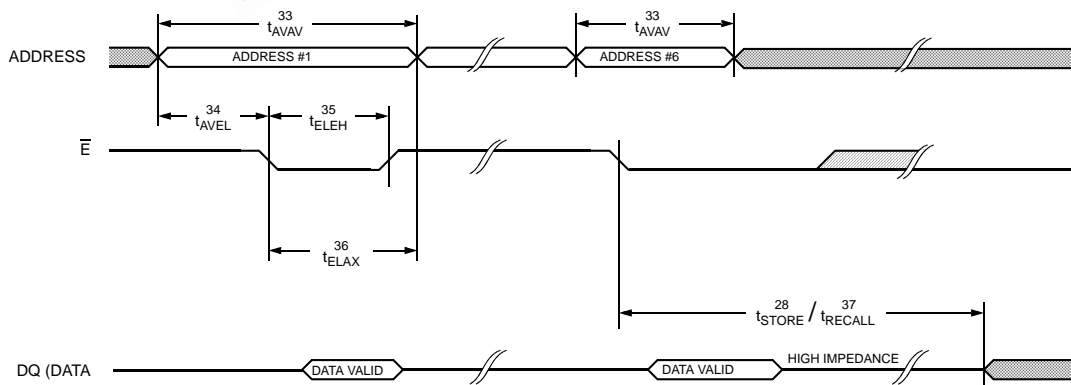 33 33
tAVAV tAVAV
ADDRESS ADDRESS #1 ADDRESS #6
34 35
tAVEL tELEH
E
36
tELAX
28 37
tSTORE / tRECALL
DQ (DATA DATA VALID DATA VALID HIGH IMPEDANCE